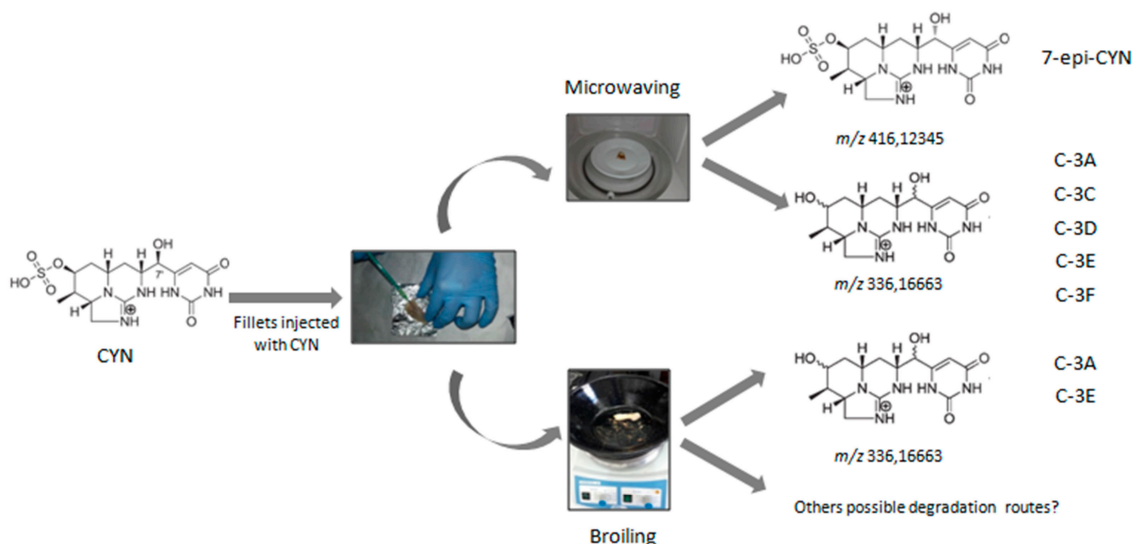 CYN
Fillets injected
with CYN
Microwaving
Broiling
7-epi-CYN
m/z 416,12345
C-3A
C-3C
C-3D
C-3E
C-3F
m/z 336,16663
C-3A
C-3E
m/z 336,16663
Others possible degradation routes?